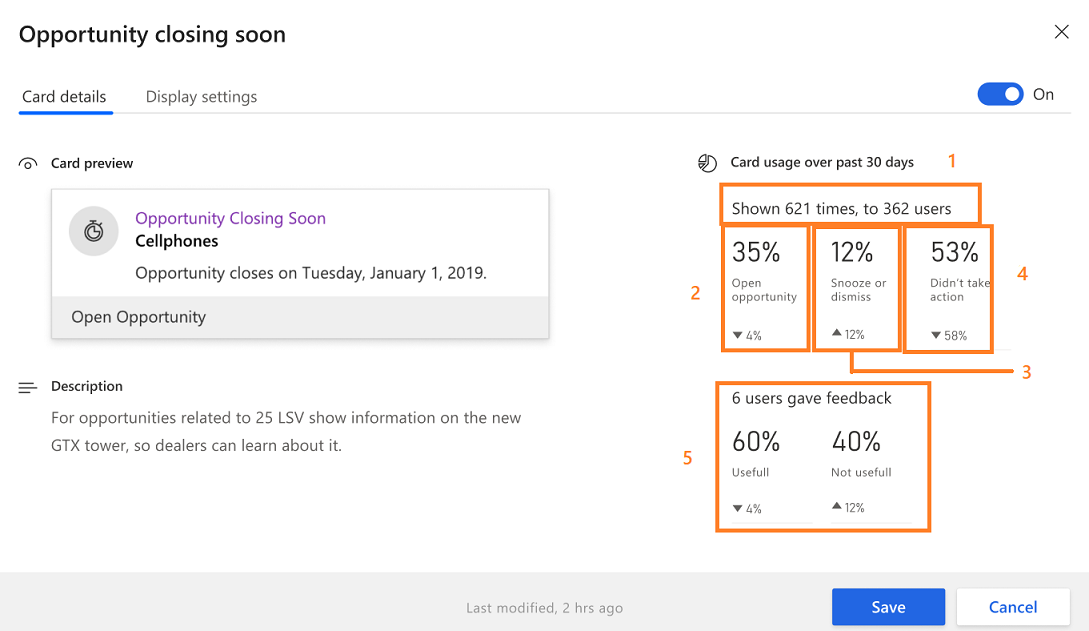 Opportunity closing soon
Card details
Display settings
On
Card preview
Opportunity Closing Soon
Cellphones
Opportunity closes on Tuesday, January 1, 2019.
Open Opportunity
Description
For opportunities related to 25 LSV show information on the new
GTX tower, so dealers can learn about it.
Card usage over past 30 days
1
Shown 621 times, to 362 users
2
35%
Open
opportunity
▼ 4%
12%
Snooze or
dismiss
▲ 12%
3
53%
Didn't take
action
▼ 58%
4
5
6 users gave feedback
60%
Usefull
▼ 4%
40%
Not usefull
▲ 12%
Last modified, 2 hrs ago
Save
Cancel